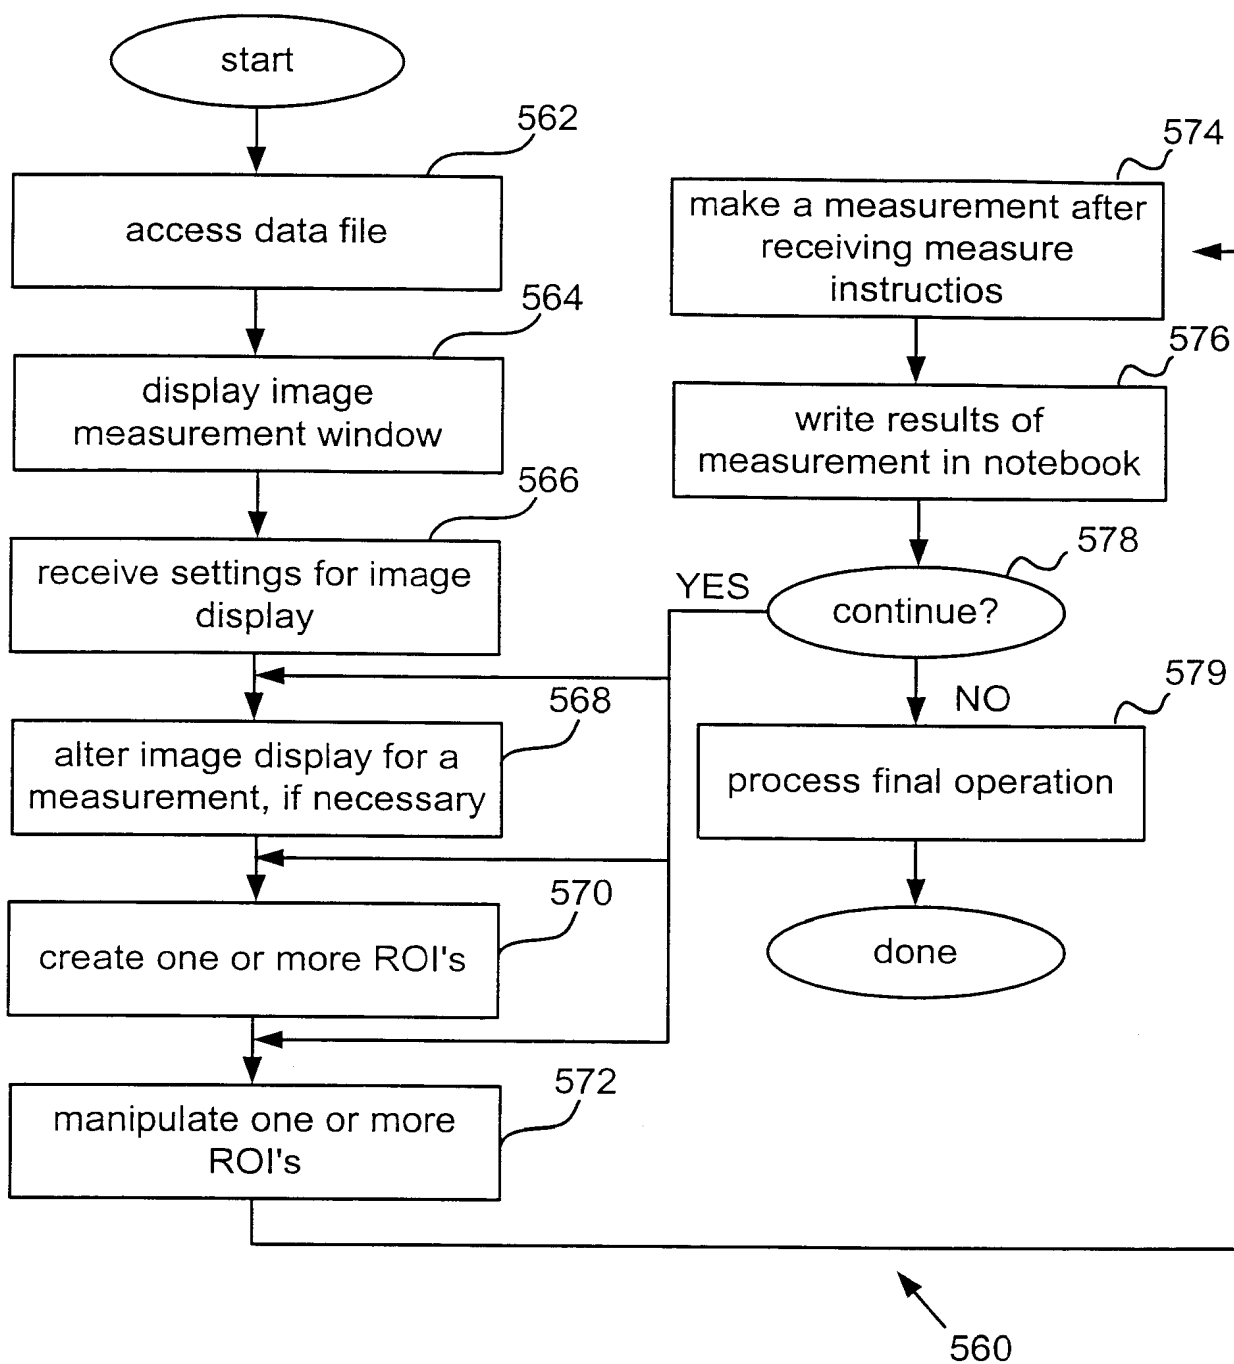 start
562
access data file
564
display image
measurement window
566
receive settings for image
display
568
alter image display for a
measurement, if necessary
570
create one or more ROI's
572
manipulate one or more
ROI's
574
make a measurement after
receiving measure
instructios
576
write results of
measurement in notebook
578
YES
continue?
NO
579
process final operation
done
560